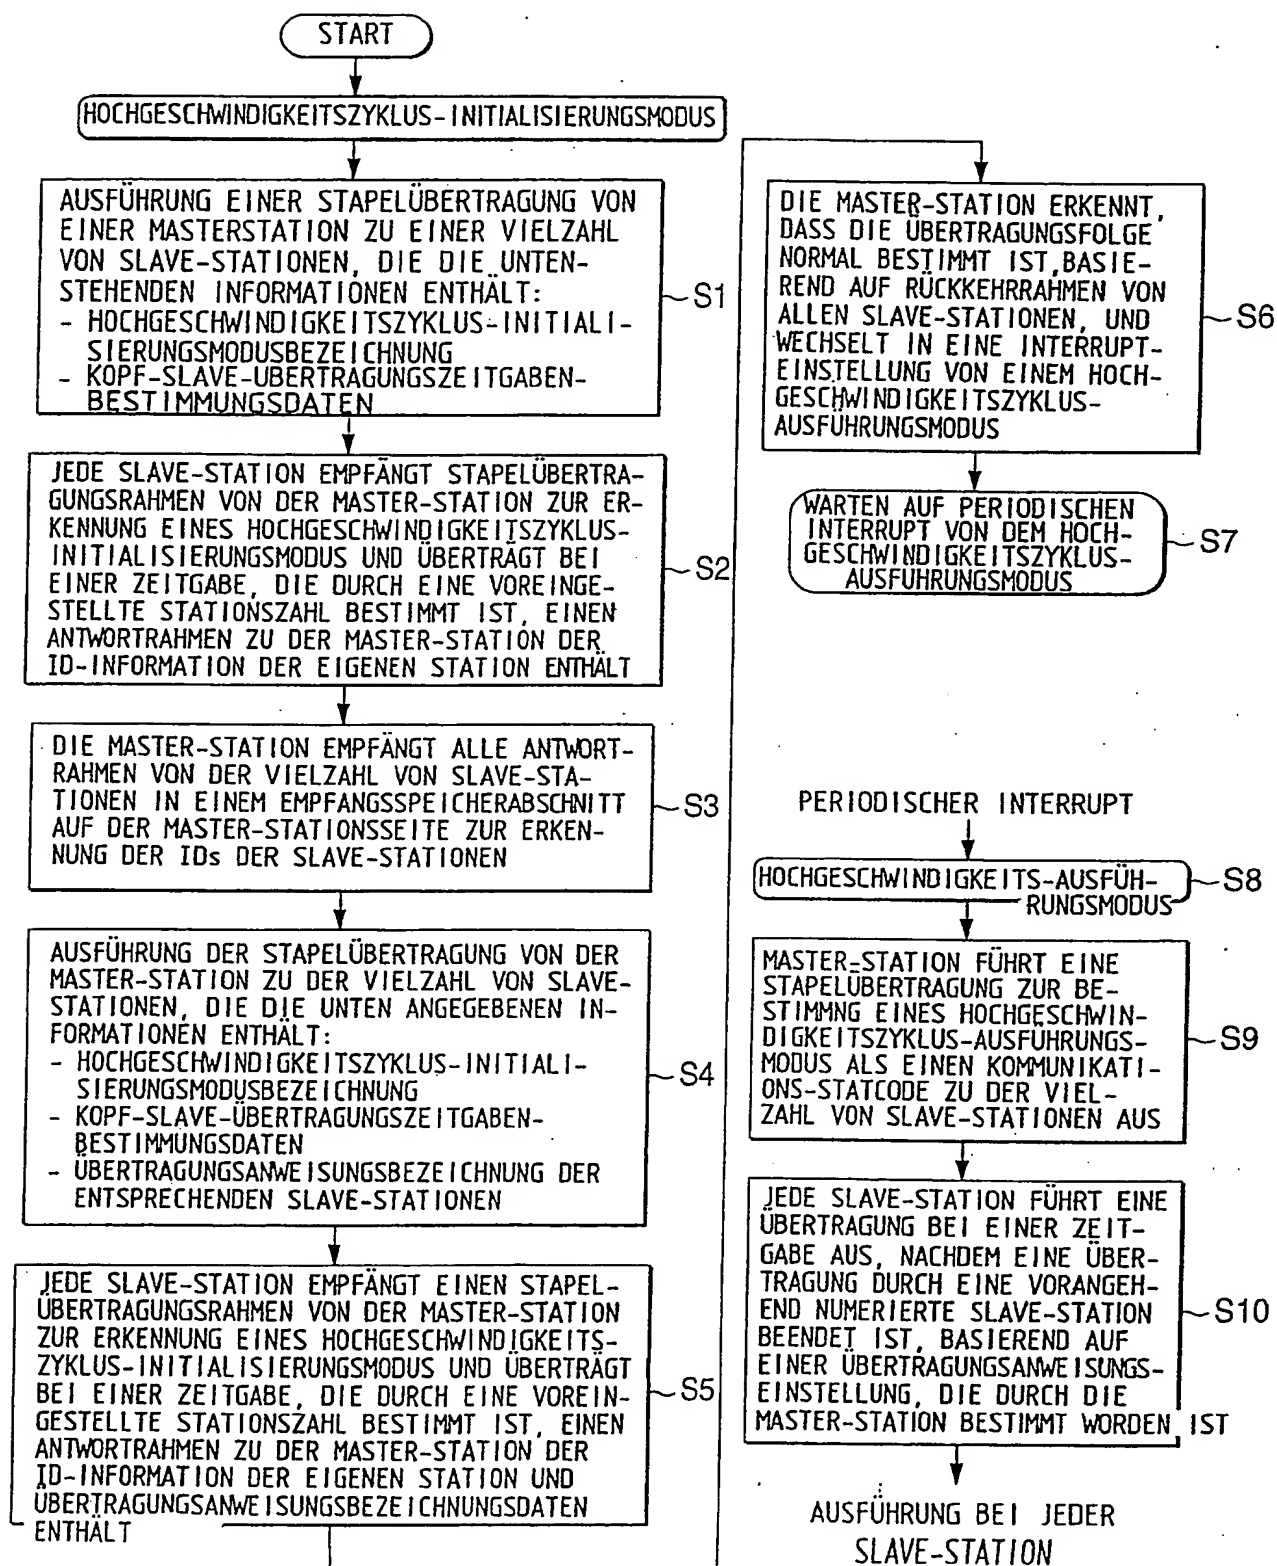 START
HOCHGESCHWINDIGKEITSZYKLUS-INITIALISIERUNGSMODUS
AUSFÜHRUNG EINER STAPELÜBERTRAGUNG VON
EINER MASTERSTATION ZU EINER VIELZAHL
VON SLAVE-STATIONEN, DIE DIE UNTEN-
STEHENDEN INFORMATIONEN ENTHÄLT:
- HOCHGESCHWINDIGKEITSZYKLUS-INITIALI-
SIERUNGSMODUSBEZEICHNUNG
- KOPF-SLAVE-ÜBERTRAGUNGSZEITGABEN-
BESTIMMUNGSDATEN
S1
JEDE SLAVE-STATION EMPFÄNGT STAPELÜBERTRA-
GUNGSRAHMEN VON DER MASTER-STATION ZUR ER-
KENNUNG EINES HOCHGESCHWINDIGKEITSZYKLUS-
INITIALISIERUNGSMODUS UND ÜBERTRÄGT BEI
EINER ZEITGABE, DIE DURCH EINE VOREINGE-
STELLTE STATIONSZAHL BESTIMMT IST, EINEN
ANTWORTRAHMEN ZU DER MASTER-STATION DER
ID-INFORMATION DER EIGENEN STATION ENTHÄLT
S2
DIE MASTER-STATION EMPFÄNGT ALLE ANTWORT-
RAHMEN VON DER VIELZAHL VON SLAVE-STA-
TIONEN IN EINEM EMPFANGSSPEICHERABSCHNITT
AUF DER MASTER-STATIONSSEITE ZUR ERKEN-
NUNG DER IDs DER SLAVE-STATIONEN
S3
AUSFÜHRUNG DER STAPELÜBERTRAGUNG VON DER
MASTER-STATION ZU DER VIELZAHL VON SLAVE-
STATIONEN, DIE DIE UNTEN ANGEGEBENEN IN-
FORMATIONEN ENTHÄLT:
- HOCHGESCHWINDIGKEITSZYKLUS-INITIALI-
SIERUNGSMODUSBEZEICHNUNG
- KOPF-SLAVE-ÜBERTRAGUNGSZEITGABEN-
BESTIMMUNGSDATEN
- ÜBERTRAGUNGSANWEISUNGSBEZEICHNUNG DER
ENTSPRECHENDEN SLAVE-STATIONEN
S4
JEDE SLAVE-STATION EMPFÄNGT EINEN STAPEL-
ÜBERTRAGUNGSRAHMEN VON DER MASTER-STATION
ZUR ERKENNUNG EINES HOCHGESCHWINDIGKEITS-
ZYKLUS-INITIALISIERUNGSMODUS UND ÜBERTRÄGT
BEI EINER ZEITGABE, DIE DURCH EINE VOREIN-
GESTELLTE STATIONSZAHL BESTIMMT IST, EINEN
ANTWORTRAHMEN ZU DER MASTER-STATION DER
ID-INFORMATION DER EIGENEN STATION UND
ÜBERTRAGUNGSANWEISUNGSBEZEICHNUNGSDATEN
ENTHÄLT
S5
DIE MASTER-STATION ERKENNT,
DASS DIE ÜBERTRAGUNGSFOLGE
NORMAL BESTIMMT IST, BASIE-
REND AUF RÜCKKEHRRAHMEN VON
ALLEN SLAVE-STATIONEN, UND
WECHSELT IN EINE INTERRUPT-
EINSTELLUNG VON EINEM HOCH-
GESCHWINDIGKEITSZYKLUS-
AUSFÜHRUNGSMODUS
S6
WARTEN AUF PERIODISCHEN
INTERRUPT VON DEM HOCH-
GESCHWINDIGKEITSZYKLUS-
AUSFÜHRUNGSMODUS
S7
PERIODISCHER INTERRUPT
HOCHGESCHWINDIGKEITS-AUSFÜH-
RUNGSMODUS
S8
MASTER-STATION FÜHRT EINE
STAPELÜBERTRAGUNG ZUR BE-
STIMMNG EINES HOCHGESCHWIN-
DIGKEITSZYKLUS-AUSFÜHRUNGS-
MODUS ALS EINEN KOMMUNIKATI-
ONS-STATCODE ZU DER VIEL-
ZAHL VON SLAVE-STATIONEN AUS
S9
JEDE SLAVE-STATION FÜHRT EINE
ÜBERTRAGUNG BEI EINER ZEIT-
GABE AUS, NACHDEM EINE ÜBER-
TRAGUNG DURCH EINE VORANGEH-
END NUMERIERTE SLAVE-STATION
BEENDET IST, BASIEREND AUF
EINER ÜBERTRAGUNGSANWEISUNGS-
EINSTELLUNG, DIE DURCH DIE
MASTER-STATION BESTIMMT WORDEN IST
S10
AUSFÜHRUNG BEI JEDER
SLAVE-STATION